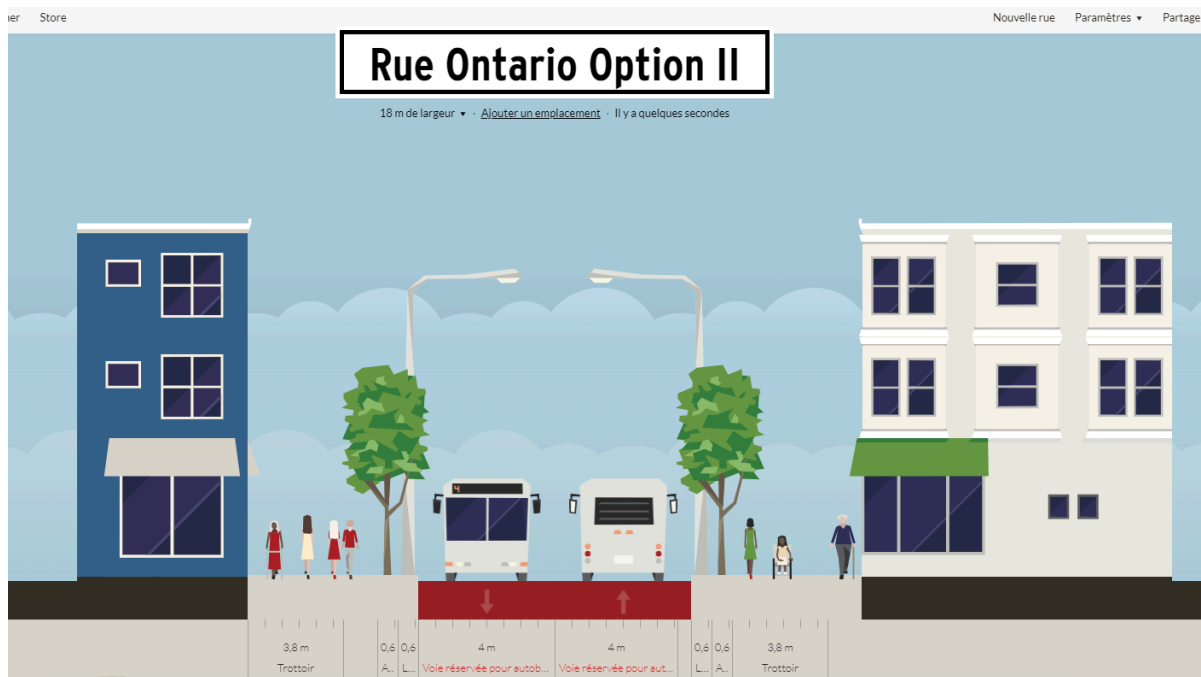 Store
Nouvelle rue Paramètres ▾ Partage
Rue Ontario Option II
18 m de largeur ▾ · Ajouter un emplacement · Il y a quelques secondes
4
3,8 m 0,6 0,6 4 m 4 m 0,6 0,6 3,8 m
Trottoir A... L... Voie réservée pour autob... Voie réservée pour aut... L... A... Trottoir